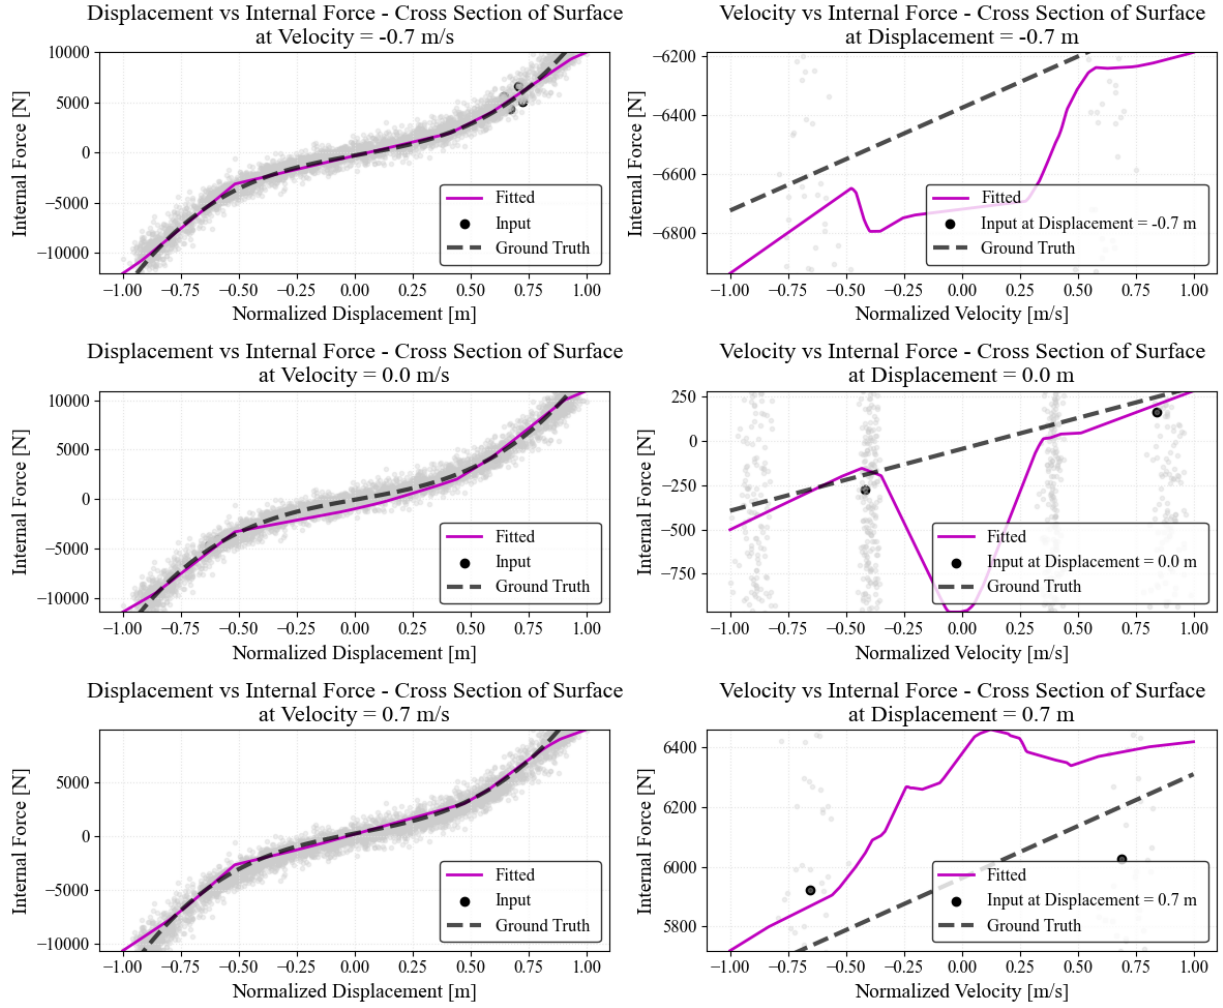 Displacement vs Internal Force - Cross Section of Surface
at Velocity = -0.7 m/s
10000
5000
0
−5000
−10000
Internal Force [N]
Fitted
Input
Ground Truth
−1.00 −0.75 −0.50 −0.25 0.00 0.25 0.50 0.75 1.00
Normalized Displacement [m]
Velocity vs Internal Force - Cross Section of Surface
at Displacement = -0.7 m
−6200
−6400
−6600
−6800
Internal Force [N]
Fitted
Input at Displacement = -0.7 m
Ground Truth
−1.00 −0.75 −0.50 −0.25 0.00 0.25 0.50 0.75 1.00
Normalized Velocity [m/s]
Displacement vs Internal Force - Cross Section of Surface
at Velocity = 0.0 m/s
10000
5000
0
−5000
−10000
Internal Force [N]
Fitted
Input
Ground Truth
−1.00 −0.75 −0.50 −0.25 0.00 0.25 0.50 0.75 1.00
Normalized Displacement [m]
Velocity vs Internal Force - Cross Section of Surface
at Displacement = 0.0 m
250
0
−250
−500
−750
Internal Force [N]
Fitted
Input at Displacement = 0.0 m
Ground Truth
−1.00 −0.75 −0.50 −0.25 0.00 0.25 0.50 0.75 1.00
Normalized Velocity [m/s]
Displacement vs Internal Force - Cross Section of Surface
at Velocity = 0.7 m/s
5000
0
−5000
−10000
Internal Force [N]
Fitted
Input
Ground Truth
−1.00 −0.75 −0.50 −0.25 0.00 0.25 0.50 0.75 1.00
Normalized Displacement [m]
Velocity vs Internal Force - Cross Section of Surface
at Displacement = 0.7 m
6400
6200
6000
5800
Internal Force [N]
Fitted
Input at Displacement = 0.7 m
Ground Truth
−1.00 −0.75 −0.50 −0.25 0.00 0.25 0.50 0.75 1.00
Normalized Velocity [m/s]